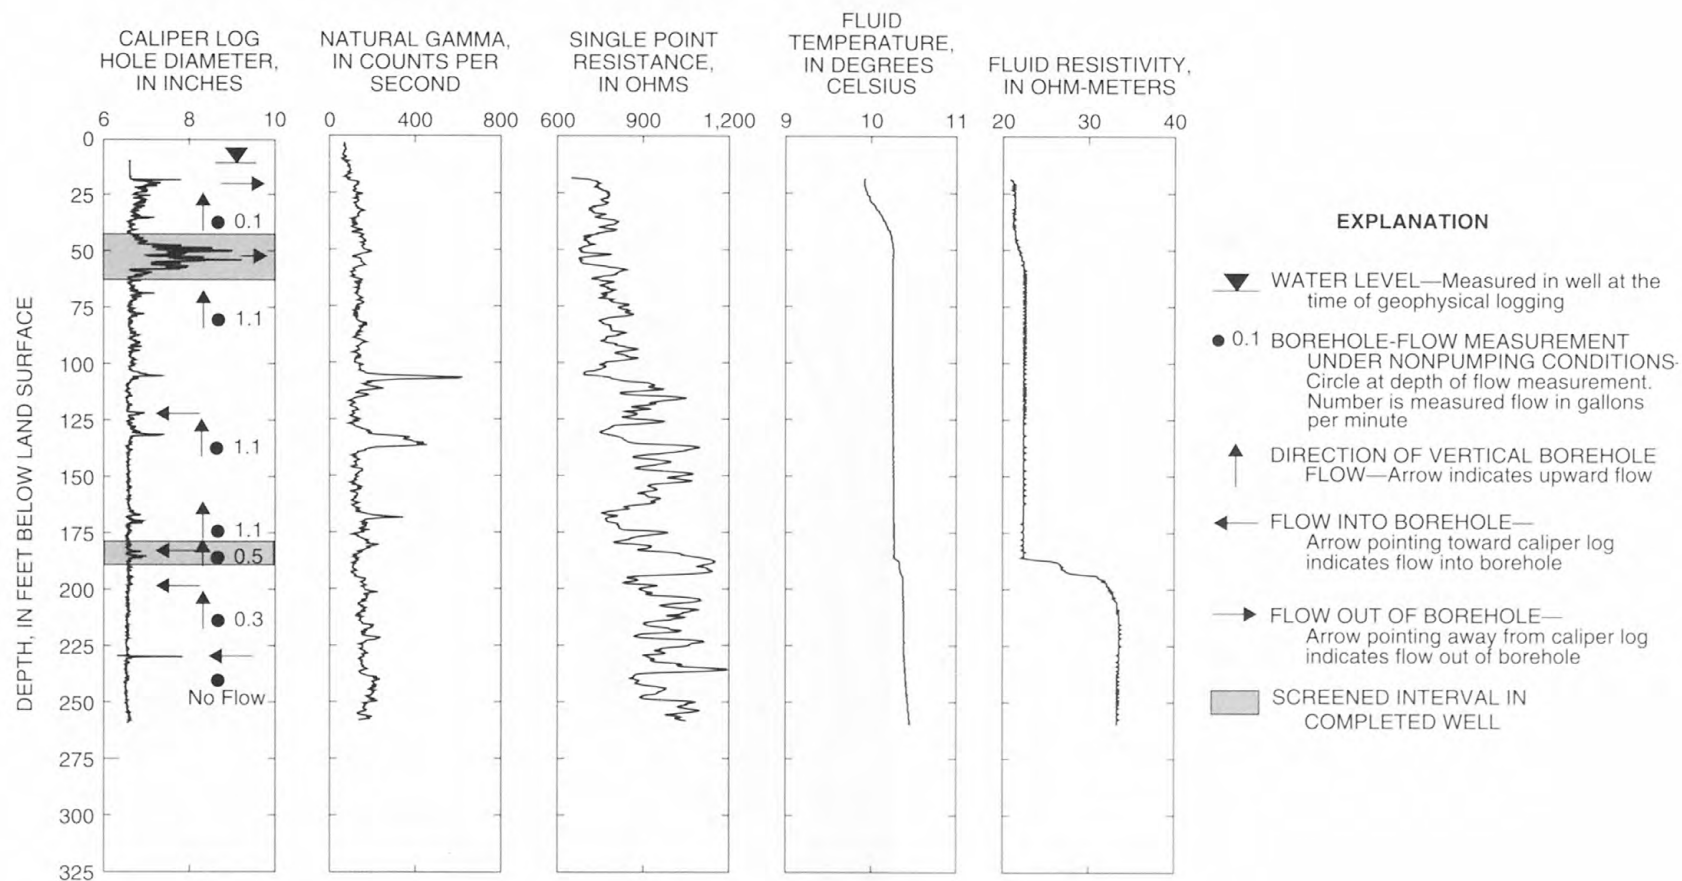 CALIPER LOG
HOLE DIAMETER,
IN INCHES
6 8 10
NATURAL GAMMA,
IN COUNTS PER
SECOND
0 400 800
SINGLE POINT
RESISTANCE,
IN OHMS
600 900 1,200
FLUID
TEMPERATURE,
IN DEGREES
CELSIUS
9 10 11
FLUID RESISTIVITY,
IN OHM-METERS
20 30 40
DEPTH, IN FEET BELOW LAND SURFACE
0
25
50
75
100
125
150
175
200
225
250
275
300
325
0.1
1.1
1.1
1.1
0.5
0.3
No Flow
EXPLANATION
WATER LEVEL—Measured in well at the
time of geophysical logging
0.1 BOREHOLE-FLOW MEASUREMENT
UNDER NONPUMPING CONDITIONS-
Circle at depth of flow measurement.
Number is measured flow in gallons
per minute
DIRECTION OF VERTICAL BOREHOLE
FLOW—Arrow indicates upward flow
FLOW INTO BOREHOLE—
Arrow pointing toward caliper log
indicates flow into borehole
FLOW OUT OF BOREHOLE—
Arrow pointing away from caliper log
indicates flow out of borehole
SCREENED INTERVAL IN
COMPLETED WELL